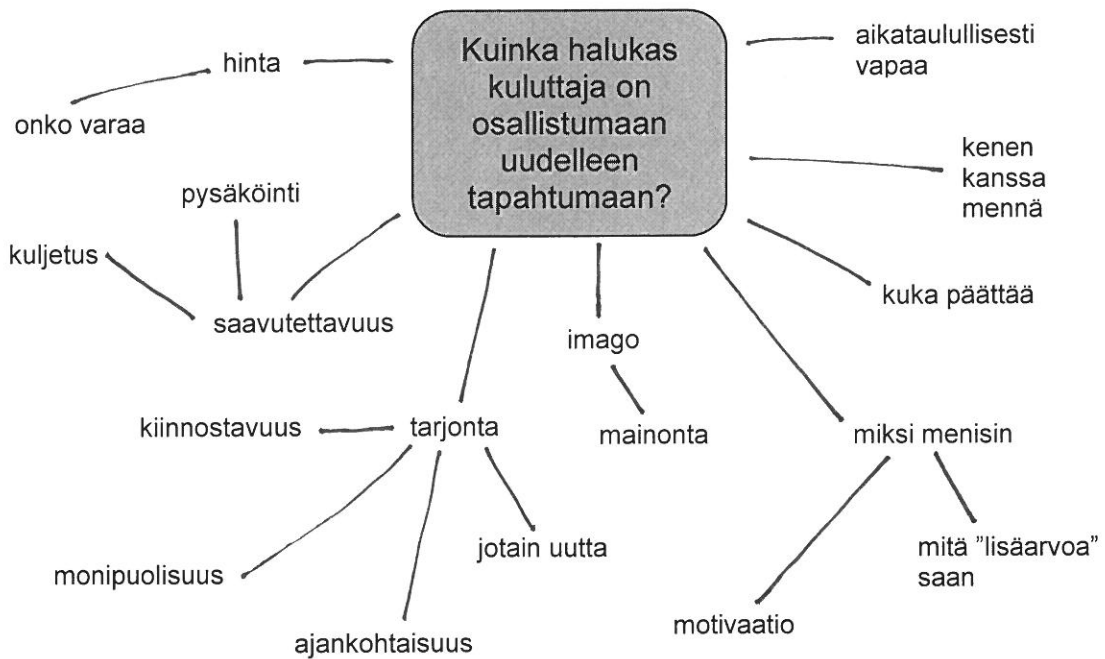 Kuinka halukas
kuluttaja on
osallistumaan
uudelleen
tapahtumaan?
aikataulullisesti
vapaa
hinta
onko varaa
kenen
kanssa
mennä
pysäköinti
kuljetus
saavutettavuus
kuka päättää
imago
kiinnostavuus
tarjonta
mainonta
miksi menisin
jotain uutta
mitä ”lisäarvoa”
saan
monipuolisuus
ajankohtaisuus
motivaatio